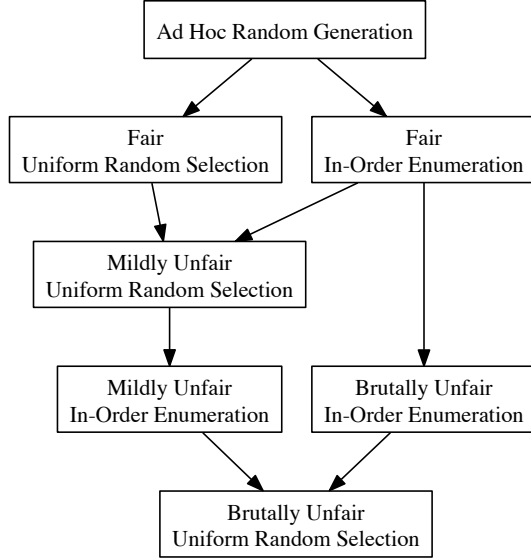 Ad Hoc Random Generation
Fair
Uniform Random Selection
Fair
In-Order Enumeration
Mildly Unfair
Uniform Random Selection
Mildly Unfair
In-Order Enumeration
Brutally Unfair
In-Order Enumeration
Brutally Unfair
Uniform Random Selection